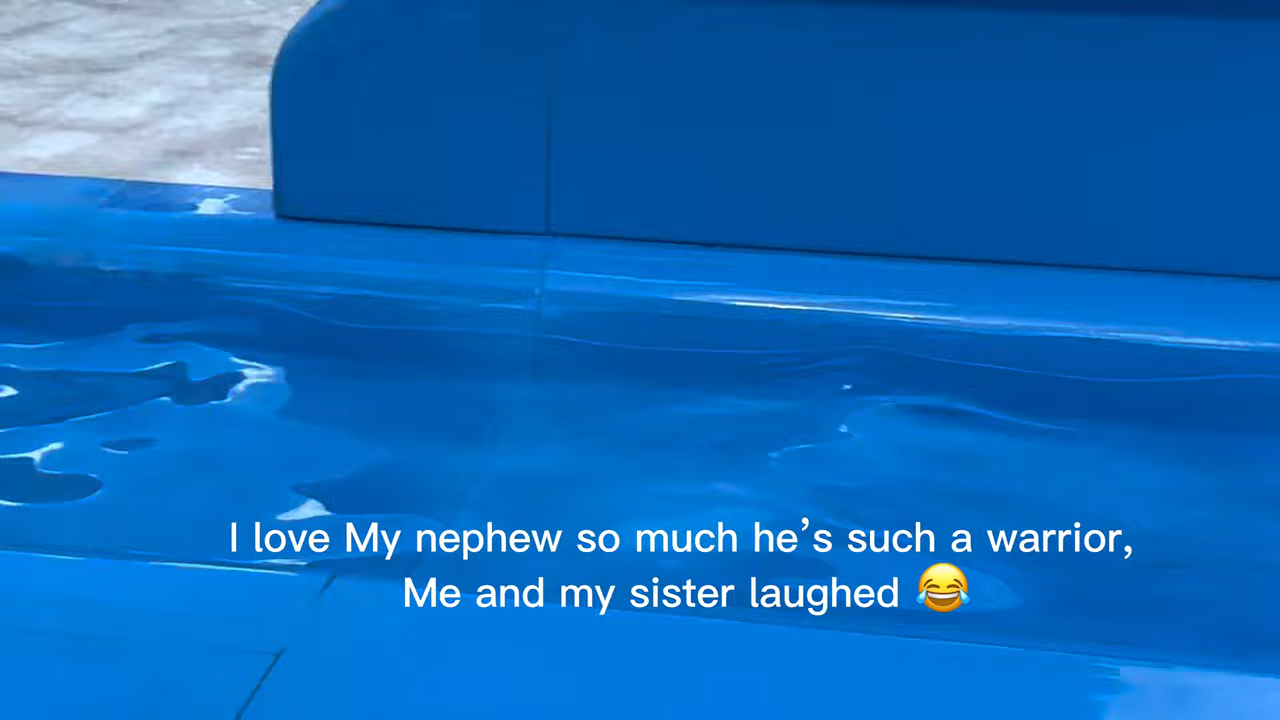 I love My nephew so much he’s such a warrior,
Me and my sister laughed 😂